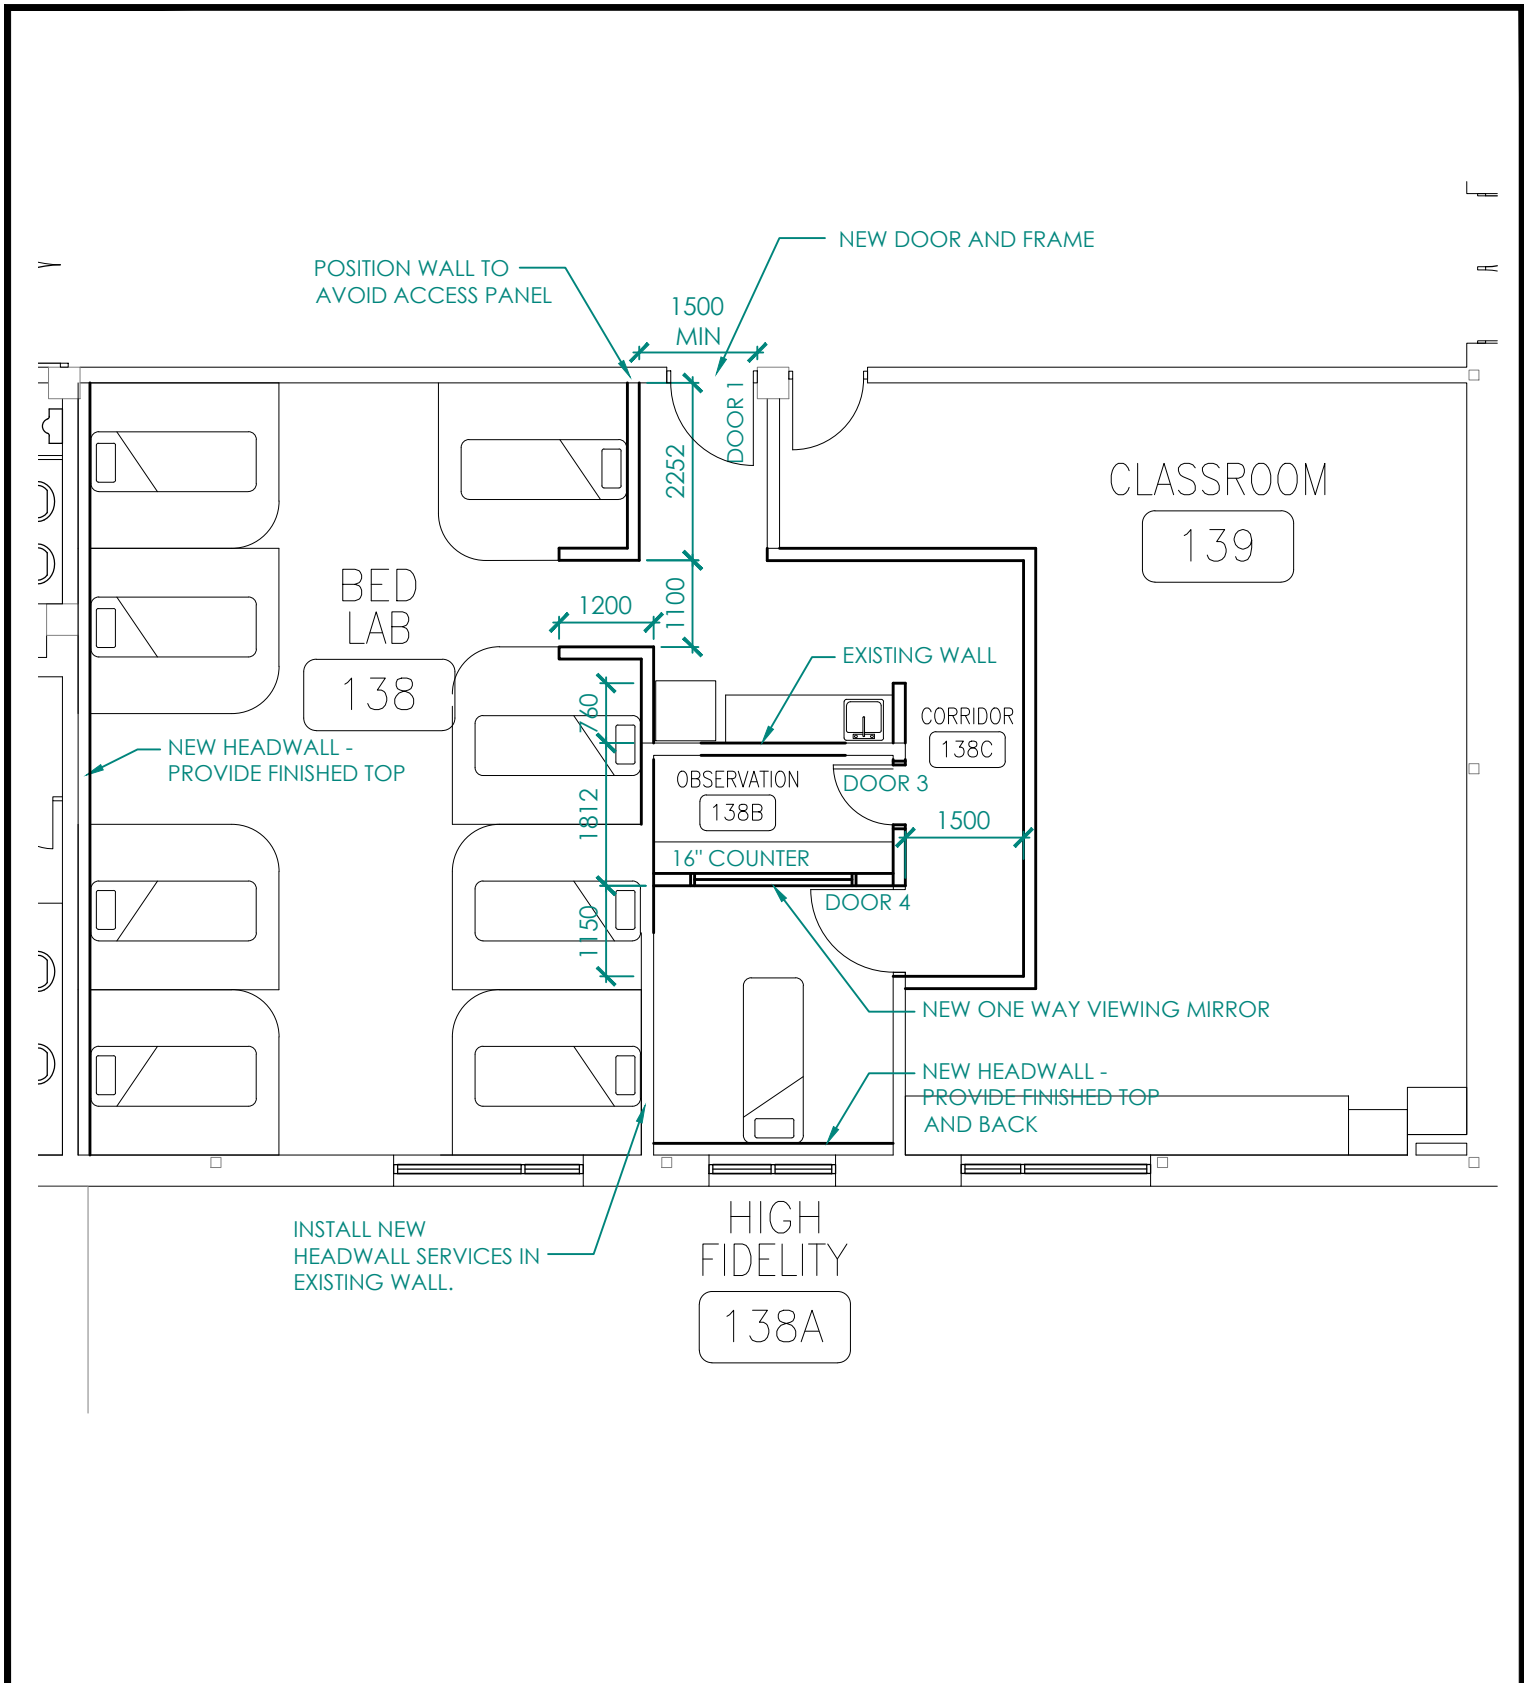 NEW DOOR AND FRAME
POSITION WALL TO
AVOID ACCESS PANEL
1500
MIN
DOOR 1
2252
CLASSROOM
139
BED
LAB
138
1200
1100
EXISTING WALL
760
CORRIDOR
138C
NEW HEADWALL -
PROVIDE FINISHED TOP
OBSERVATION
138B
DOOR 3
1812
1500
16" COUNTER
DOOR 4
1150
NEW ONE WAY VIEWING MIRROR
NEW HEADWALL -
PROVIDE FINISHED TOP
AND BACK
INSTALL NEW
HEADWALL SERVICES IN
EXISTING WALL.
HIGH
FIDELITY
138A